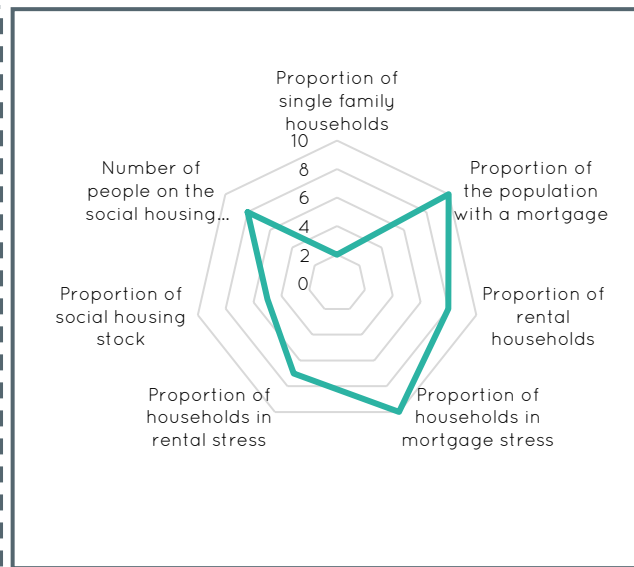 Proportion of
single family
households
10
8
6
4
2
0
Proportion of
the population
with a mortgage
Proportion of
rental
households
Proportion of
households in
mortgage stress
Proportion of
households in
rental stress
Proportion of
social housing
stock
Number of
people on the
social housing...